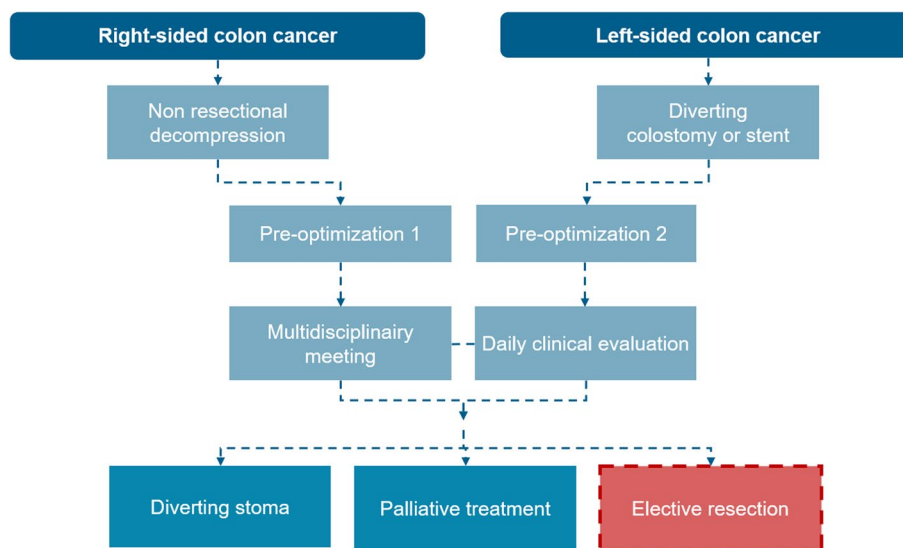 Right-sided colon cancer
Left-sided colon cancer
Non resectional
decompression
Diverting
colostomy or stent
Pre-optimization 1
Pre-optimization 2
Multidisciplinairy
meeting
Daily clinical evaluation
Diverting stoma
Palliative treatment
Elective resection